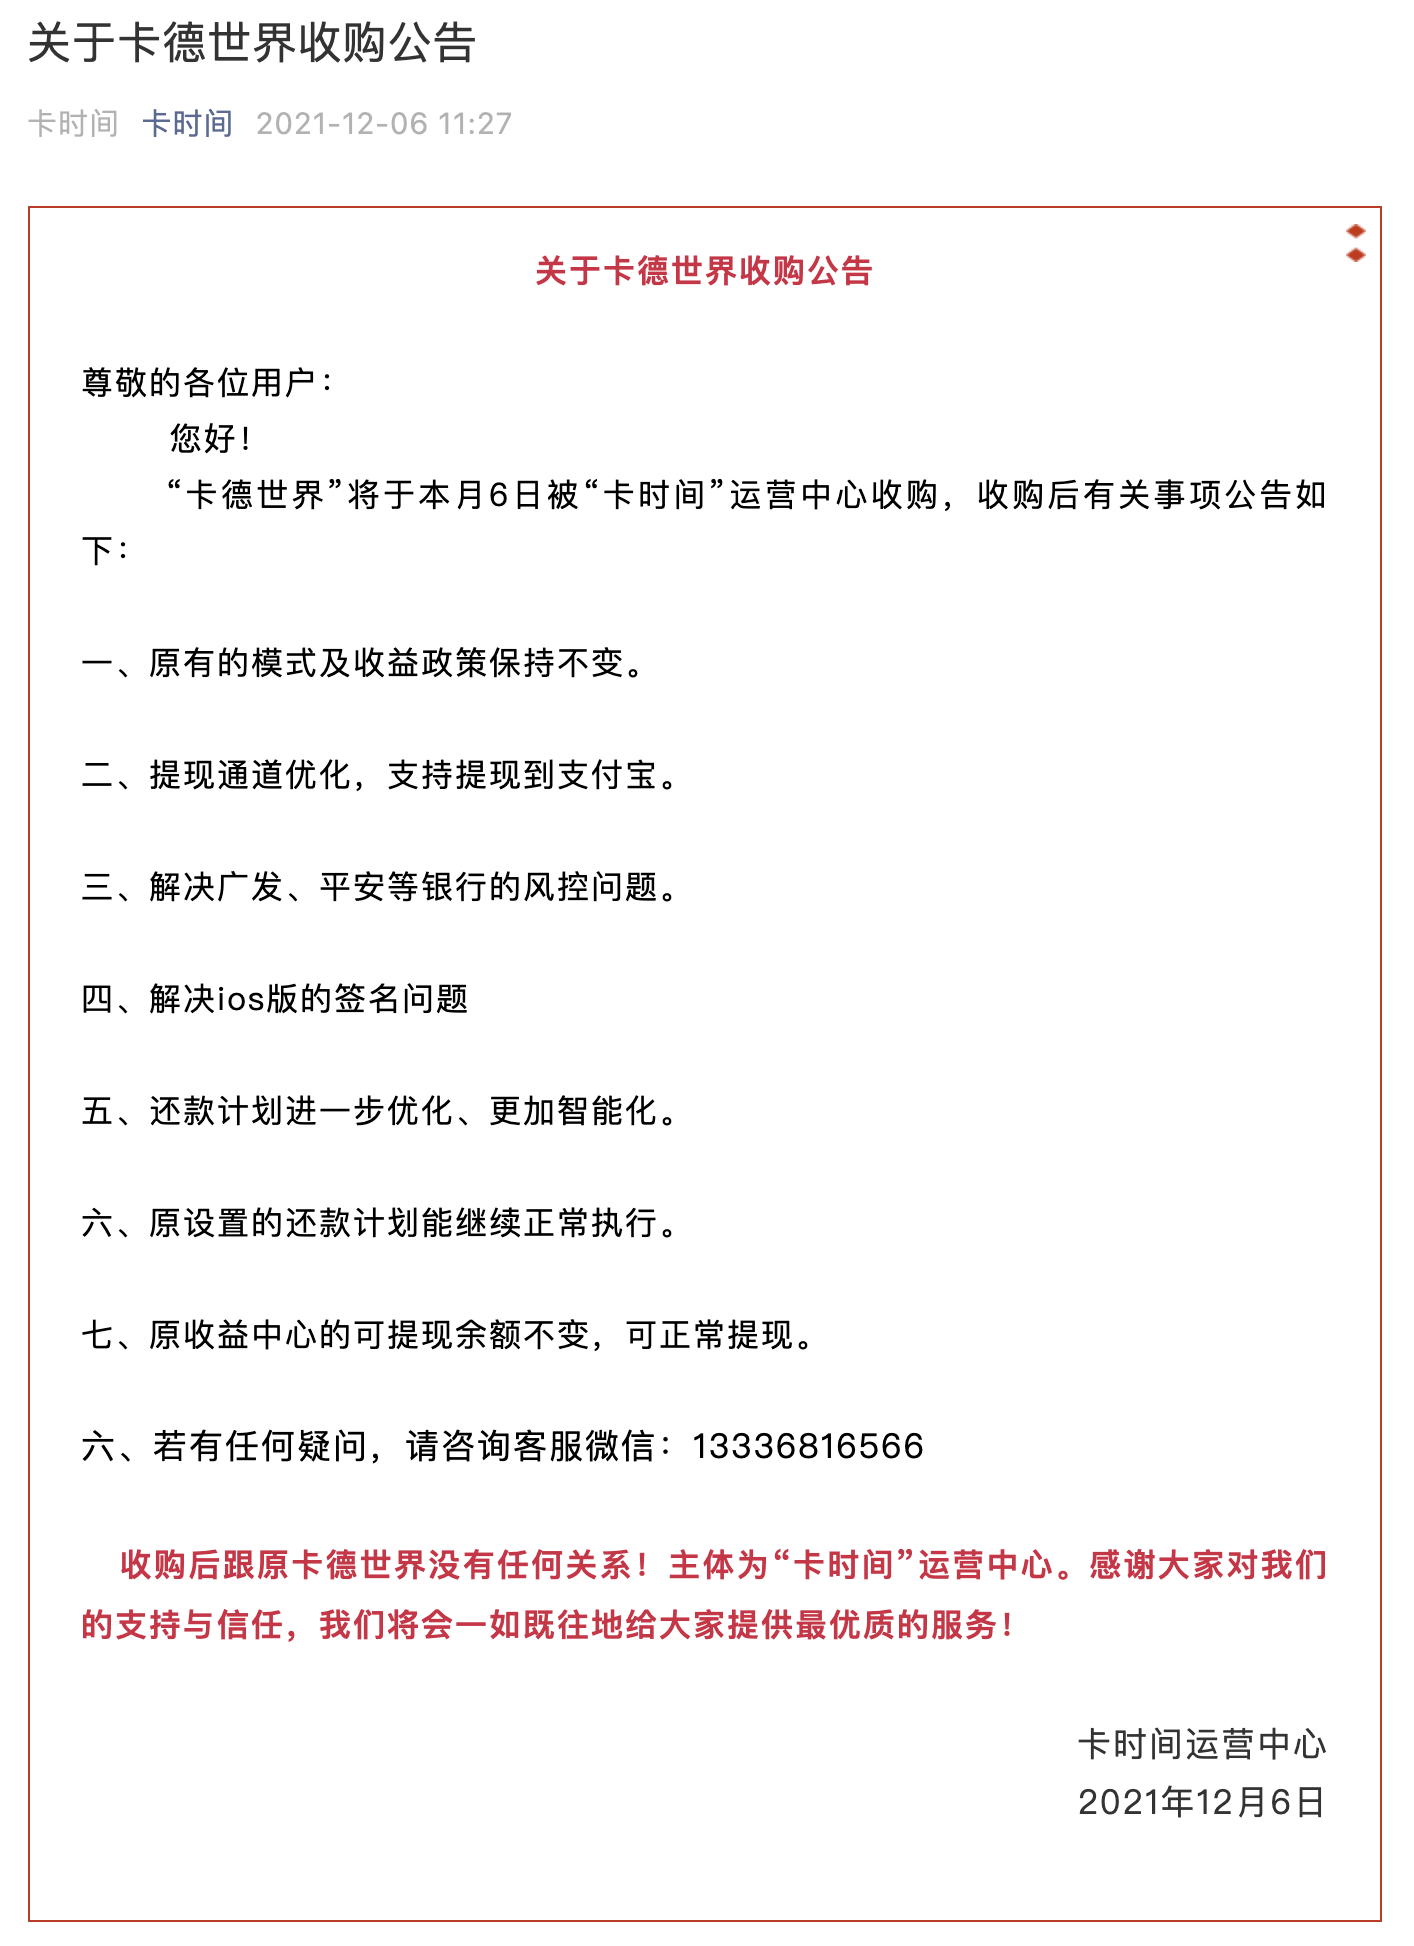 关于卡德世界收购公告
卡时间 卡时间 2021-12-06 11:27
关于卡德世界收购公告
尊敬的各位用户：
您好！
“卡德世界”将于本月6日被“卡时间”运营中心收购，收购后有关事项公告如
下：
一、原有的模式及收益政策保持不变。
二、提现通道优化，支持提现到支付宝。
三、解决广发、平安等银行的风控问题。
四、解决ios版的签名问题
五、还款计划进一步优化、更加智能化。
六、原设置的还款计划能继续正常执行。
七、原收益中心的可提现余额不变，可正常提现。
六、若有任何疑问，请咨询客服微信：13336816566
收购后跟原卡德世界没有任何关系！主体为“卡时间”运营中心。感谢大家对我们
的支持与信任，我们将会一如既往地给大家提供最优质的服务！
卡时间运营中心
2021年12月6日